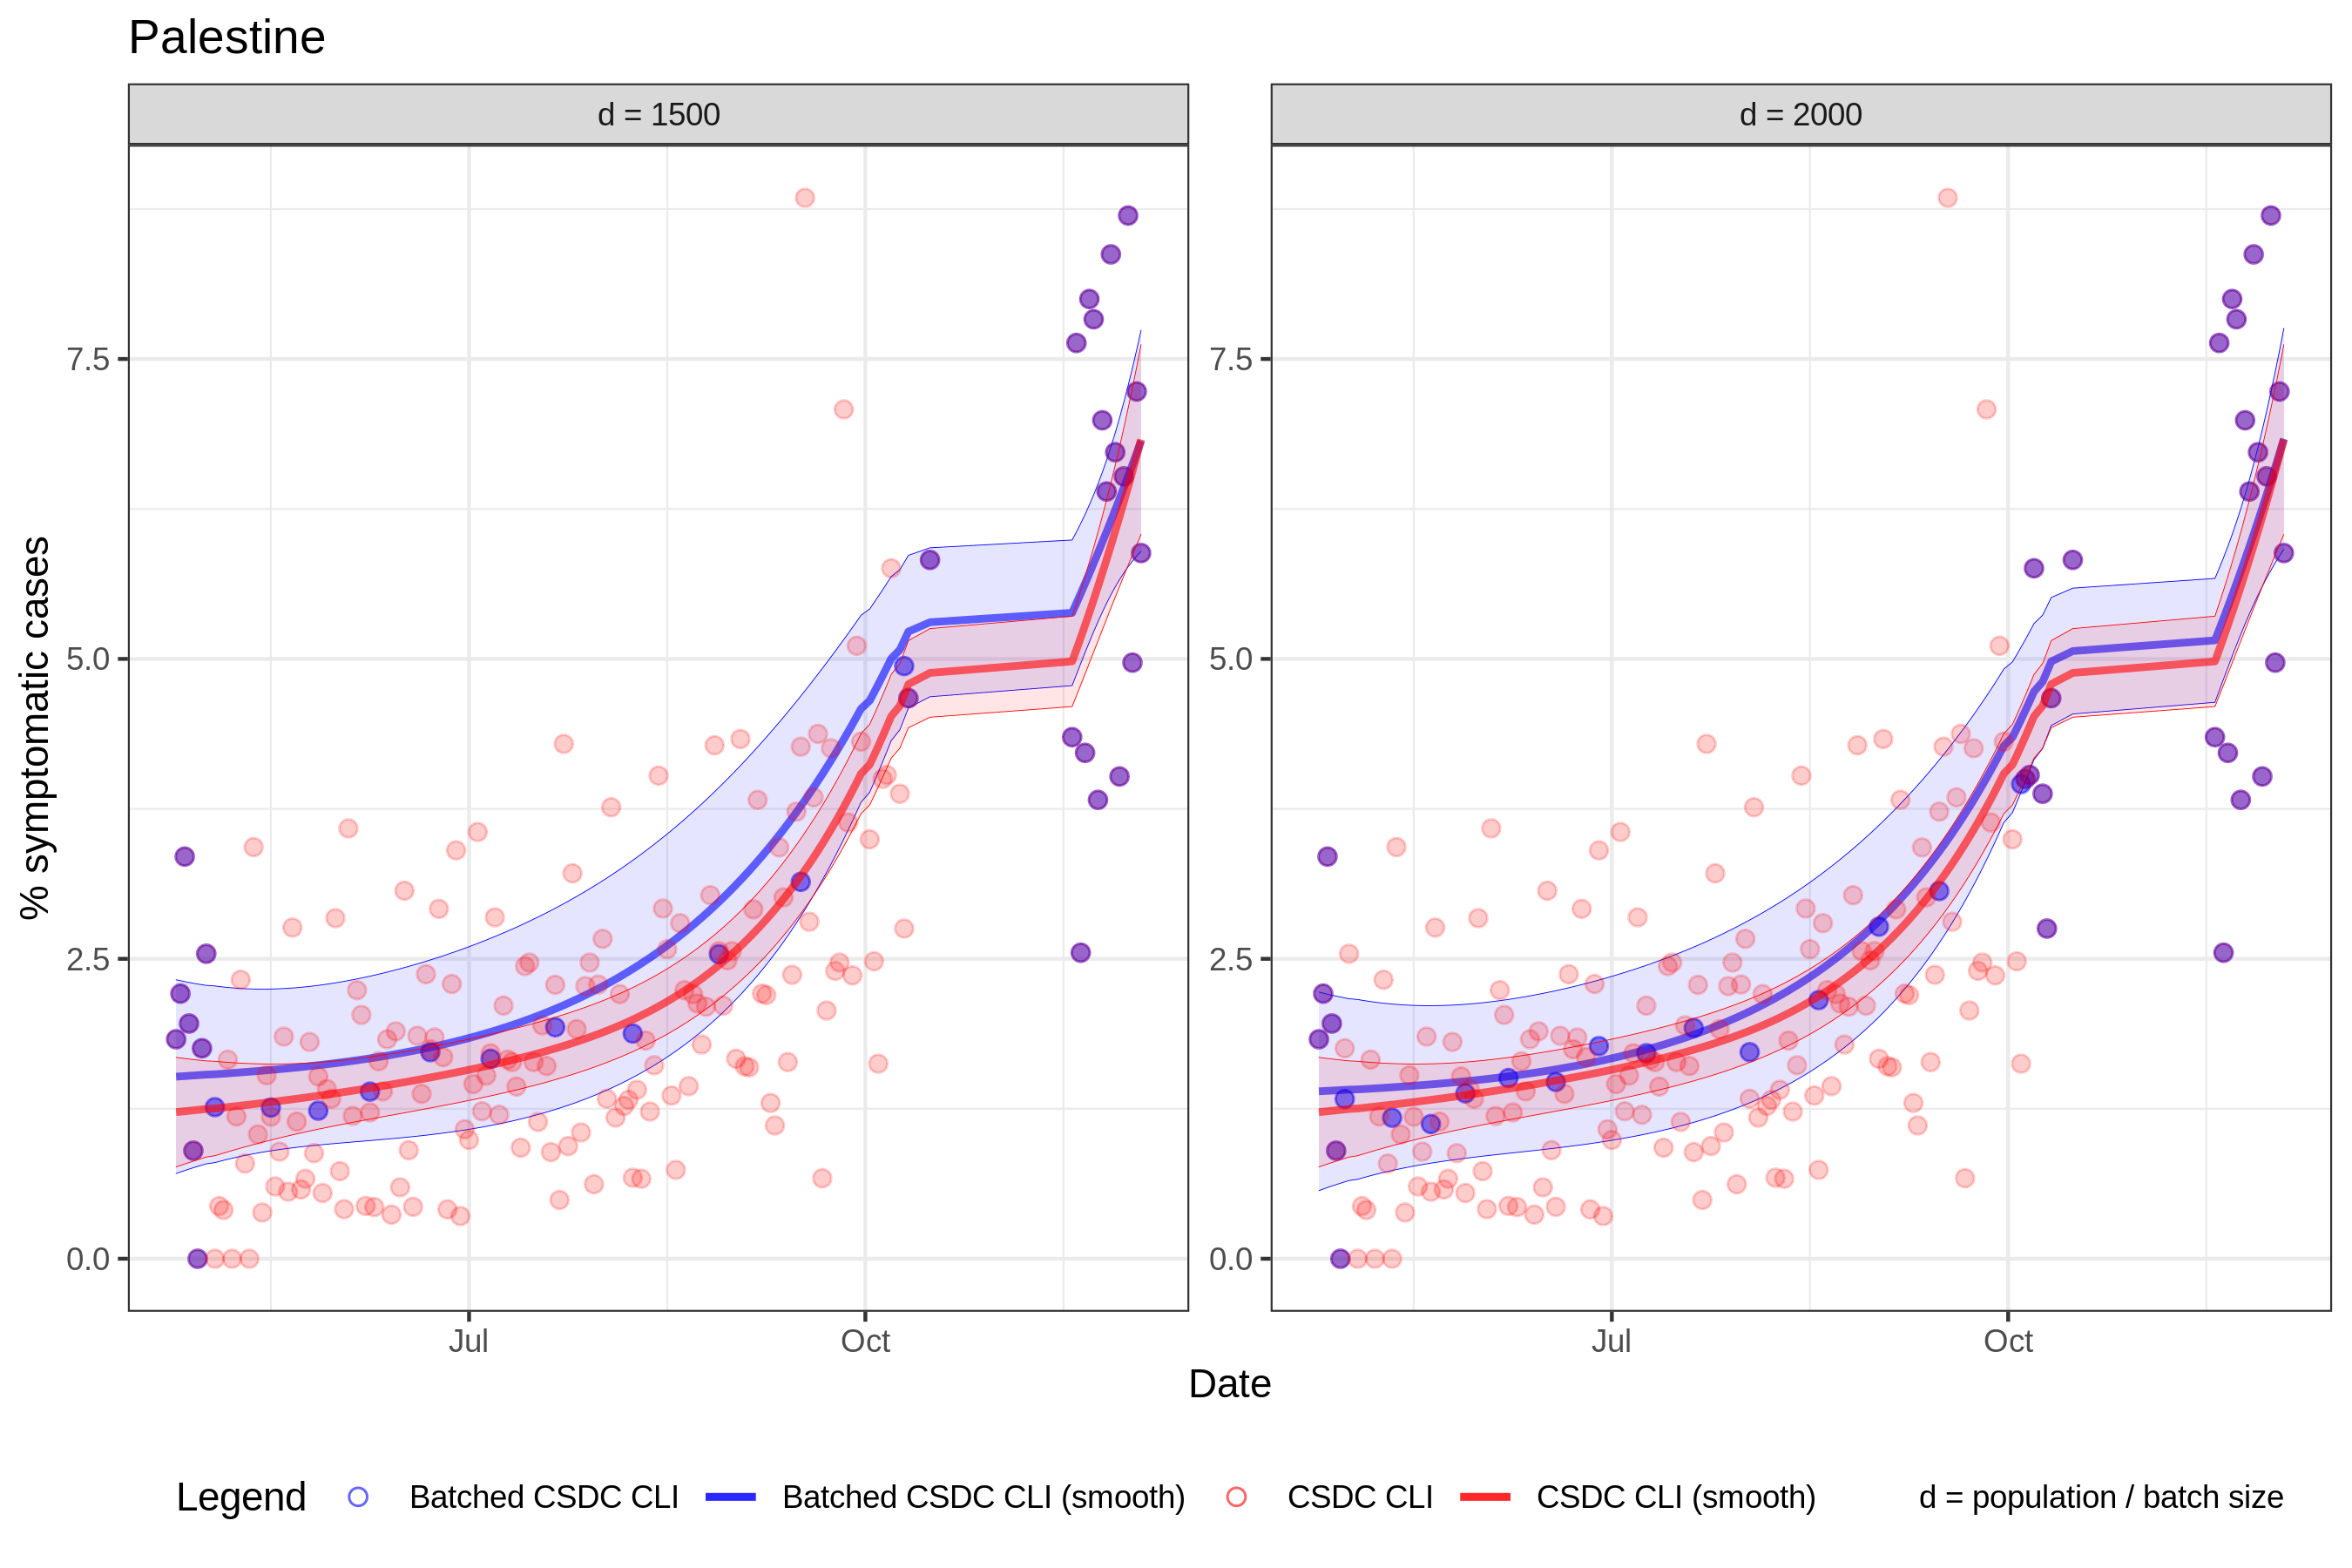 Palestine
d = 1500
d = 2000
% symptomatic cases
7.5
5.0
2.5
0.0
7.5
5.0
2.5
0.0
Jul
Oct
Jul
Oct
Date
Legend
Batched CSDC CLI
Batched CSDC CLI (smooth)
CSDC CLI
CSDC CLI (smooth)
d = population / batch size